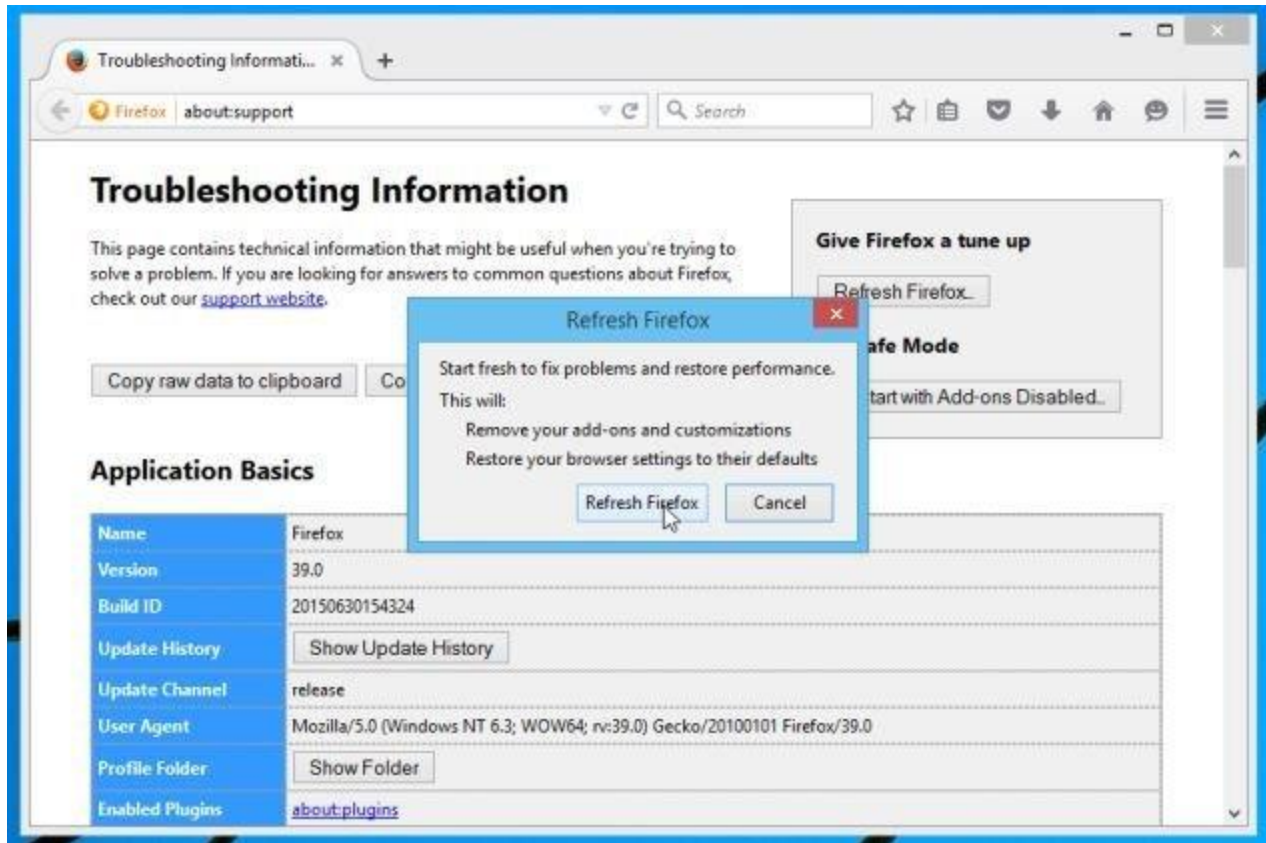 Troubleshooting Informati...
Firefox about:support
Search
Troubleshooting Information
This page contains technical information that might be useful when you're trying to
solve a problem. If you are looking for answers to common questions about Firefox,
check out our support website.
Give Firefox a tune up
Refresh Firefox...
afe Mode
tart with Add-ons Disabled...
Copy raw data to clipboard
Co
Refresh Firefox
Start fresh to fix problems and restore performance.
This will:
Remove your add-ons and customizations
Restore your browser settings to their defaults
Refresh Firefox
Cancel
Application Basics
Name Firefox
Version 39.0
Build ID 20150630154324
Update History Show Update History
Update Channel release
User Agent Mozilla/5.0 (Windows NT 6.3; WOW64; rv:39.0) Gecko/20100101 Firefox/39.0
Profile Folder Show Folder
Enabled Plugins about:plugins